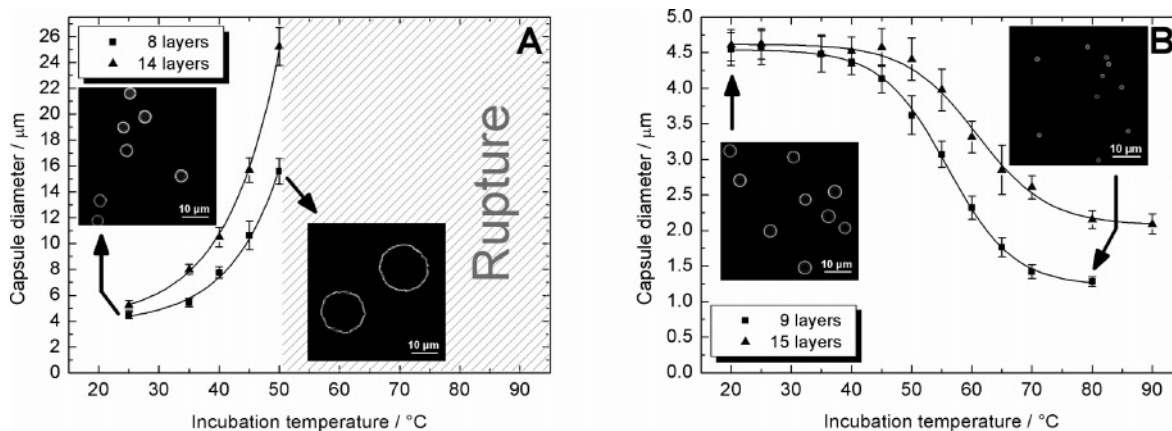 A
8 layers
14 layers
Rupture
10 µm
10 µm
26
24
22
20
18
16
14
12
10
8
6
4
2
0
Capsule diameter / µm
20 30 40 50 60 70 80 90
Incubation temperature / °C
B
10 µm
10 µm
9 layers
15 layers
5.0
4.5
4.0
3.5
3.0
2.5
2.0
1.5
1.0
0.5
0.0
Capsule diameter / µm
20 30 40 50 60 70 80 90
Incubation temperature / °C